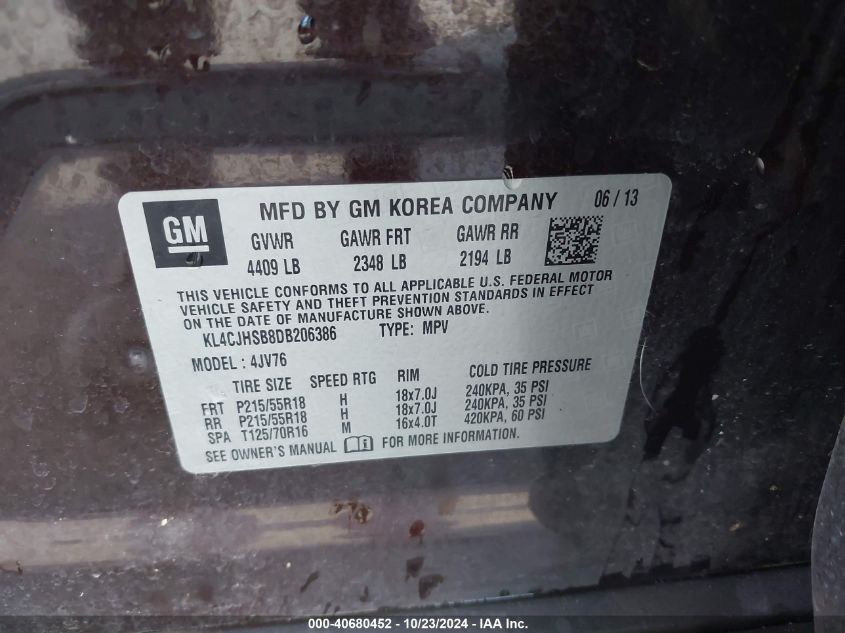 GM
MFD BY GM KOREA COMPANY 06 / 13
GVWR GAWR FRT GAWR RR
4409 LB 2348 LB 2194 LB
THIS VEHICLE CONFORMS TO ALL APPLICABLE U.S. FEDERAL MOTOR
VEHICLE SAFETY AND THEFT PREVENTION STANDARDS IN EFFECT
ON THE DATE OF MANUFACTURE SHOWN ABOVE.
KL4CJHSB8DB206386 TYPE: MPV
MODEL : 4JV76
TIRE SIZE SPEED RTG RIM COLD TIRE PRESSURE
FRT P215/55R18 H 18x7.0J 240KPA, 35 PSI
RR P215/55R18 H 18x7.0J 240KPA, 35 PSI
SPA T125/70R16 M 16x4.0T 420KPA, 60 PSI
SEE OWNER'S MANUAL FOR MORE INFORMATION.
000-40680452 - 10/23/2024 - IAA Inc.